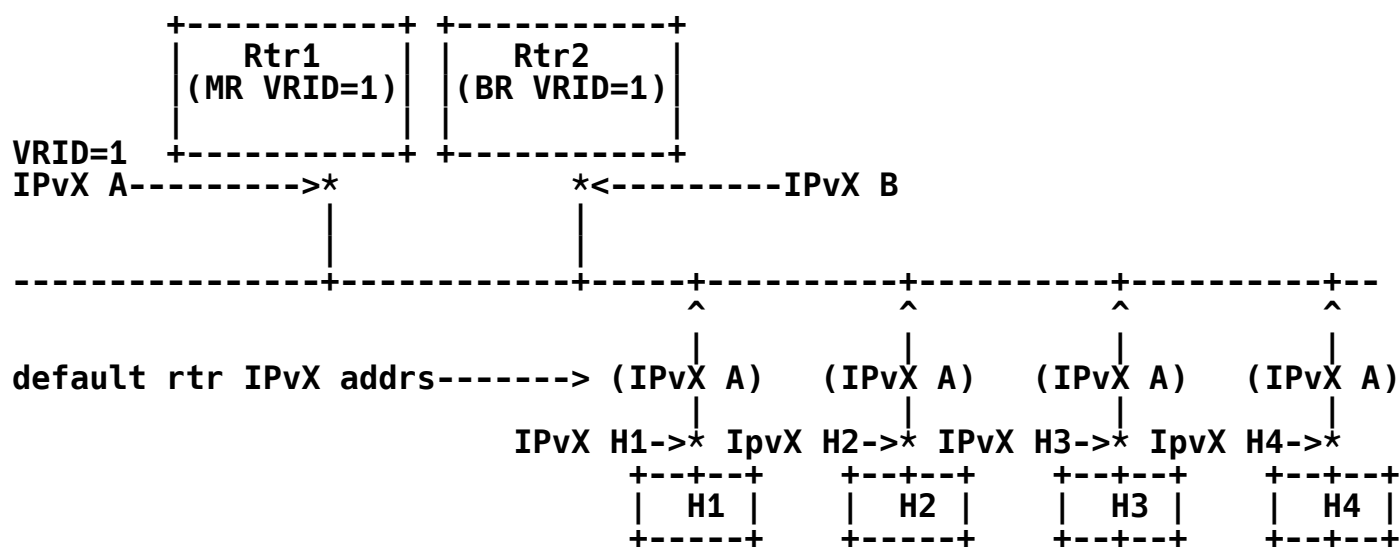 Rtr1 Rtr2
(MR VRID=1) (BR VRID=1)
VRID=1
IPvX A--------->* *<---------IPvX B
default rtr IPvX addrs-------> (IPvX A) (IPvX A) (IPvX A) (IPvX A)
IPvX H1->* IpvX H2->* IPvX H3->* IpvX H4->*
H1 H2 H3 H4